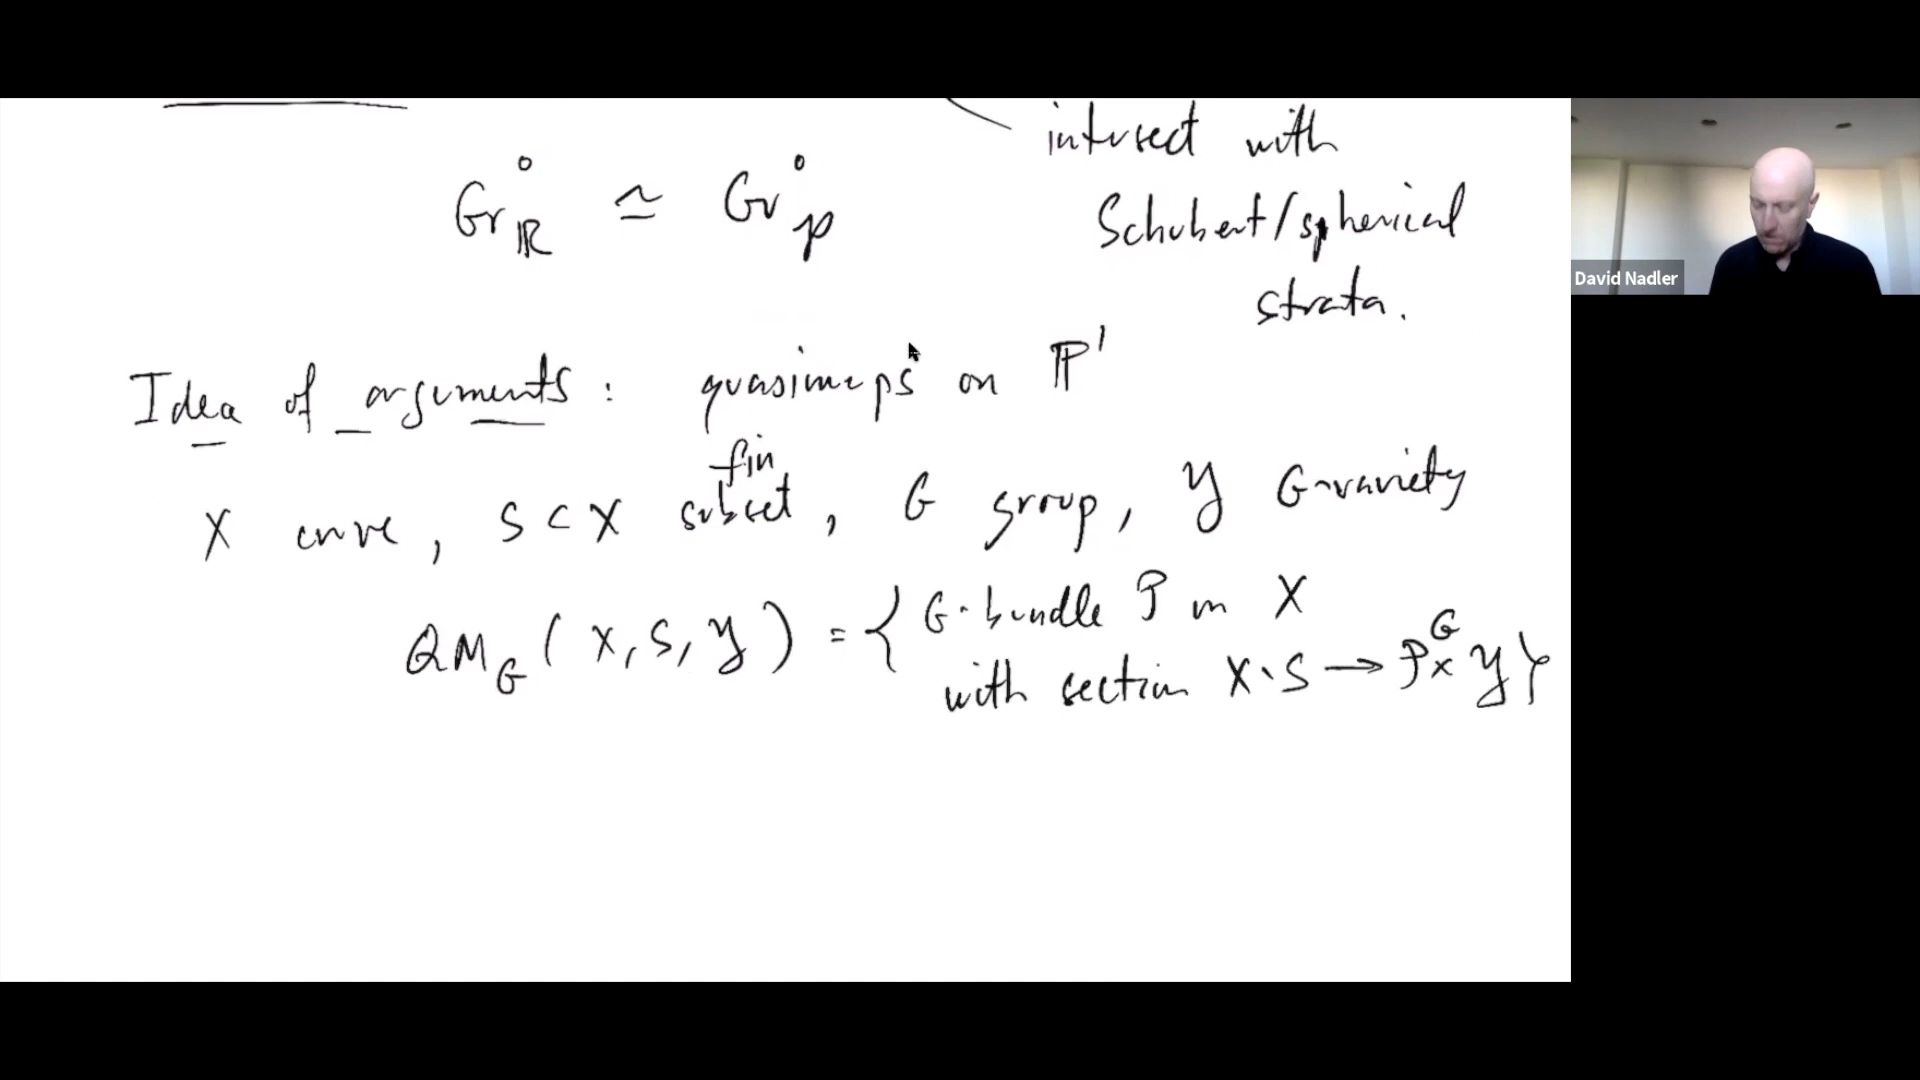 intersect with
Gr°_ℝ ≃ Gr°_p
Schubert/spherical
strata.
Idea of arguments : quasimaps on ℙ¹
X curve, S ⊂ X fin subset, G group, Y G-variety
QM_G (X, S, Y) = { G-bundle P on X
with section X∖S → P ×^G Y }
David Nadler